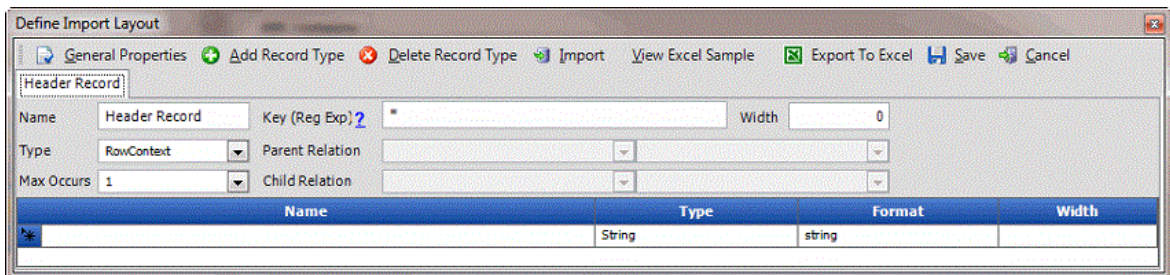 Define Import Layout
General Properties Add Record Type Delete Record Type Import View Excel Sample Export To Excel Save Cancel
Header Record
Name Header Record Key (Reg Exp) ? * Width 0
Type RowContext Parent Relation
Max Occurs 1 Child Relation
Name Type Format Width
String string